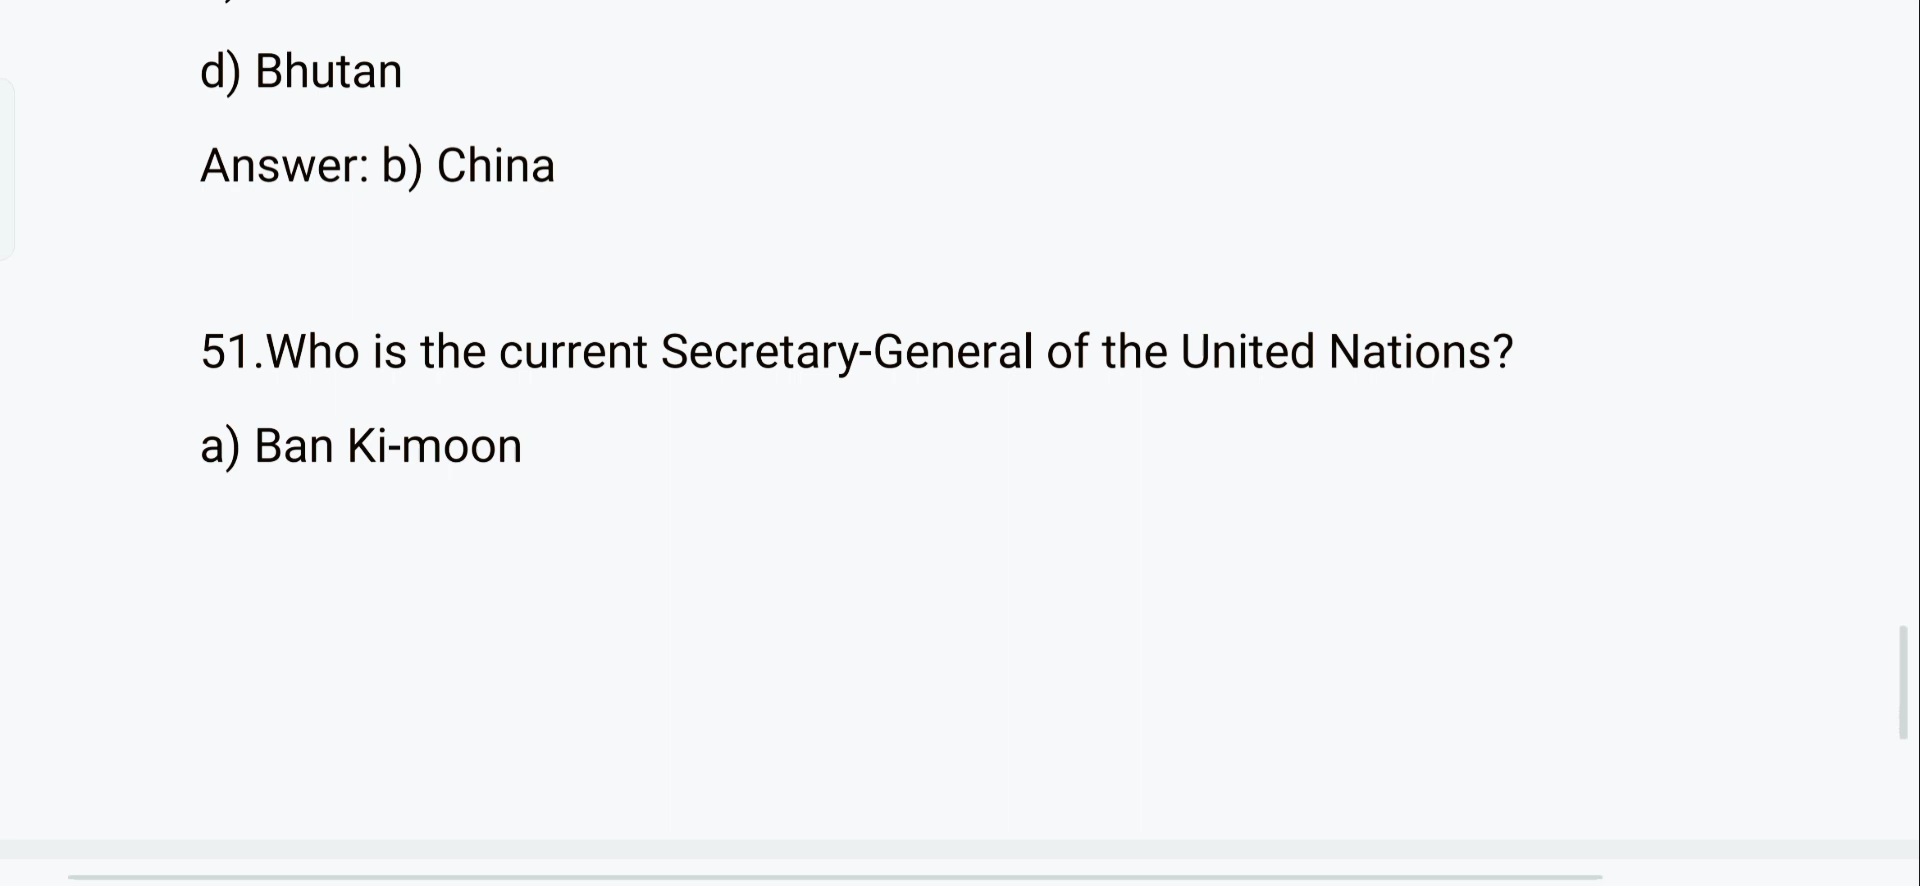 d) Bhutan
Answer: b) China
51.Who is the current Secretary-General of the United Nations?
a) Ban Ki-moon